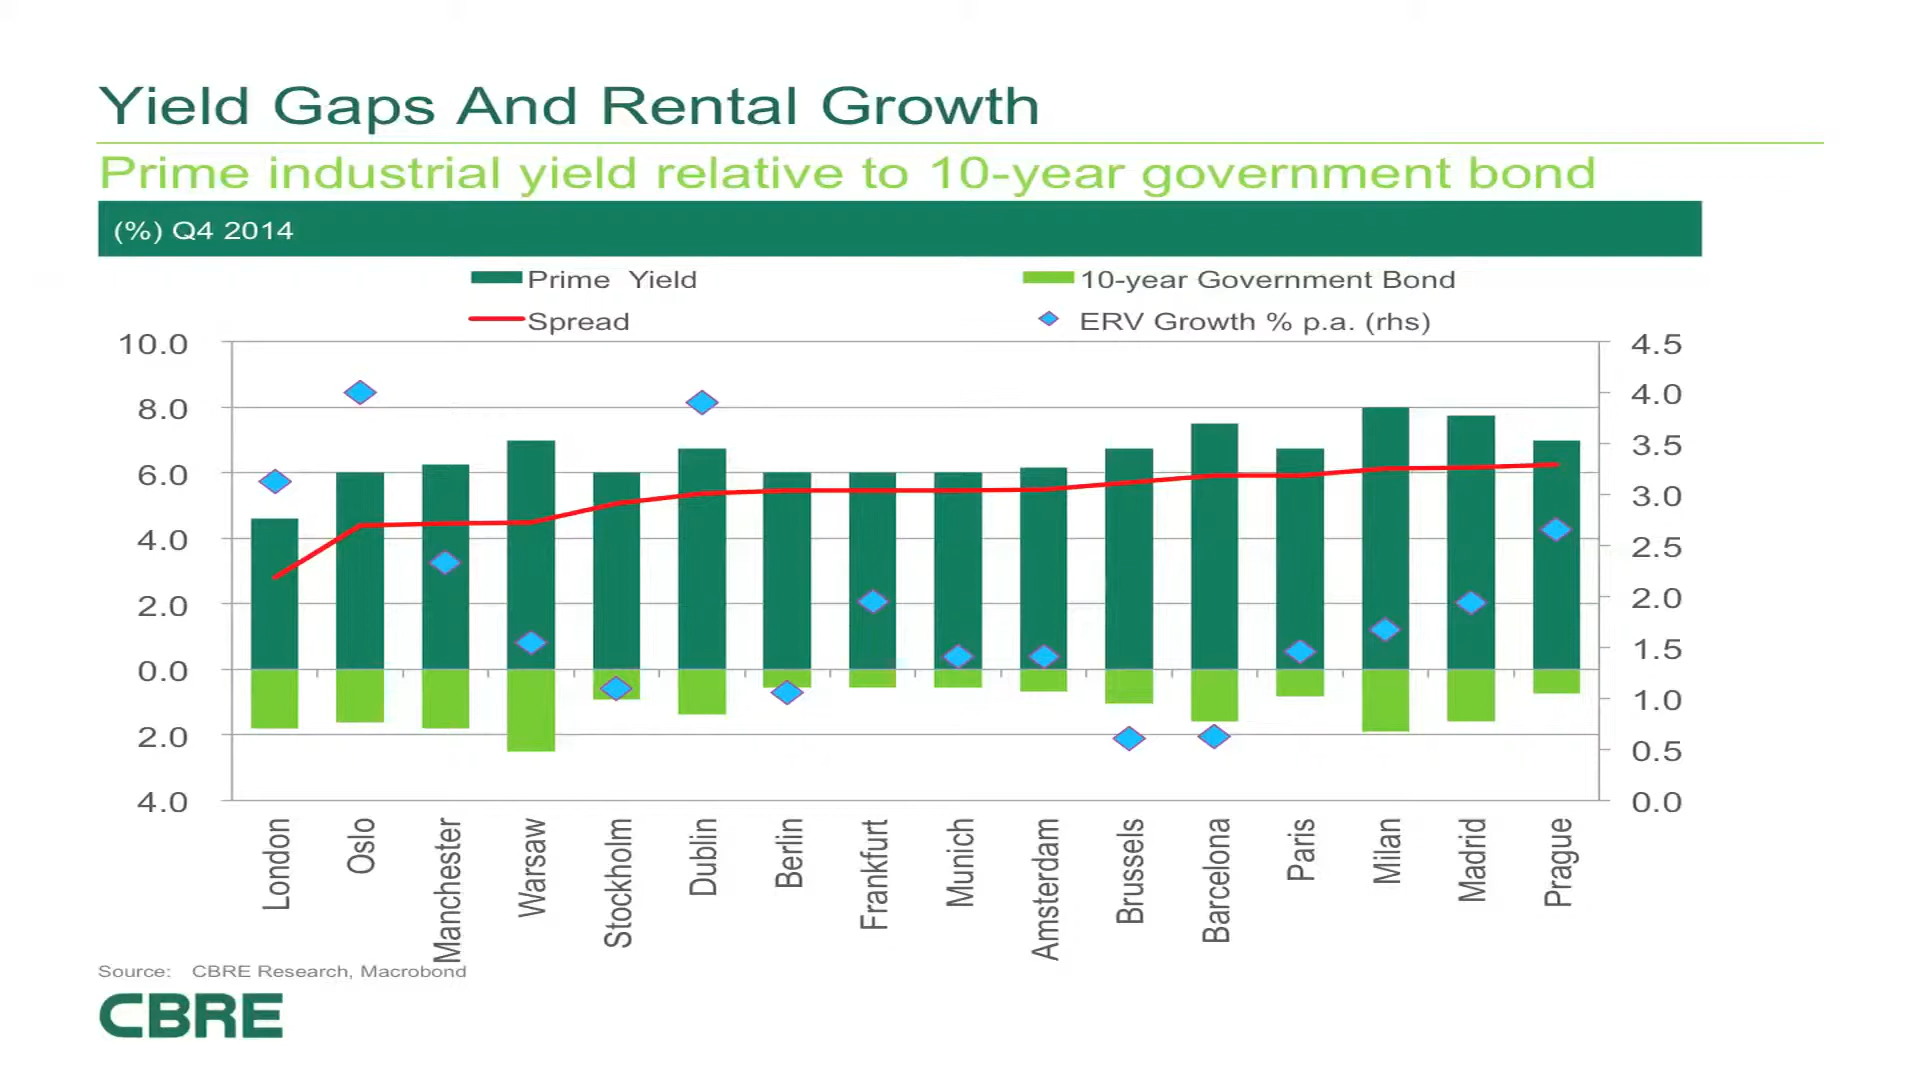 Yield Gaps And Rental Growth
Prime industrial yield relative to 10-year government bond
(%) Q4 2014
Prime Yield
10-year Government Bond
Spread
ERV Growth % p.a. (rhs)
10.0
8.0
6.0
4.0
2.0
0.0
2.0
4.0
4.5
4.0
3.5
3.0
2.5
2.0
1.5
1.0
0.5
0.0
London
Oslo
Manchester
Warsaw
Stockholm
Dublin
Berlin
Frankfurt
Munich
Amsterdam
Brussels
Barcelona
Paris
Milan
Madrid
Prague
Source: CBRE Research, Macrobond
CBRE